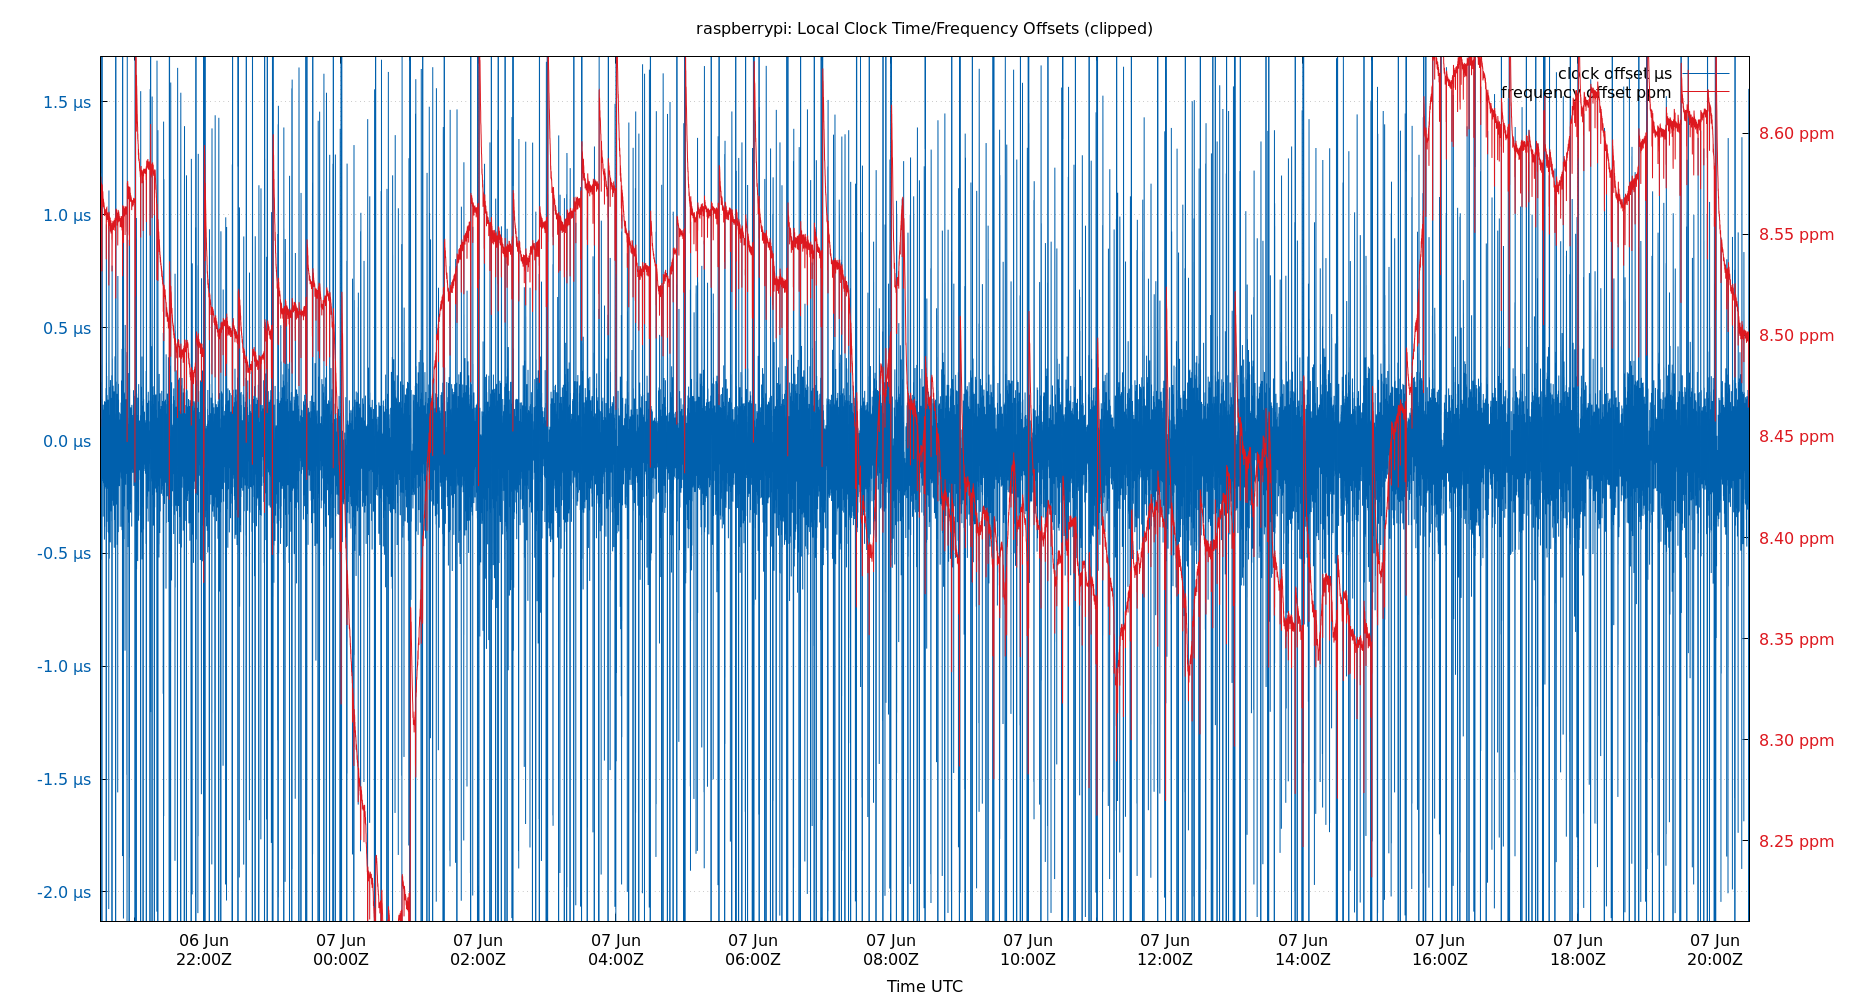 raspberrypi: Local Clock Time/Frequency Offsets (clipped)
clock offset µs
frequency offset ppm
1.5 µs
1.0 µs
0.5 µs
0.0 µs
-0.5 µs
-1.0 µs
-1.5 µs
-2.0 µs
8.60 ppm
8.55 ppm
8.50 ppm
8.45 ppm
8.40 ppm
8.35 ppm
8.30 ppm
8.25 ppm
06 Jun 07 Jun 07 Jun 07 Jun 07 Jun 07 Jun 07 Jun 07 Jun 07 Jun 07 Jun 07 Jun 07 Jun
22:00Z 00:00Z 02:00Z 04:00Z 06:00Z 08:00Z 10:00Z 12:00Z 14:00Z 16:00Z 18:00Z 20:00Z
Time UTC